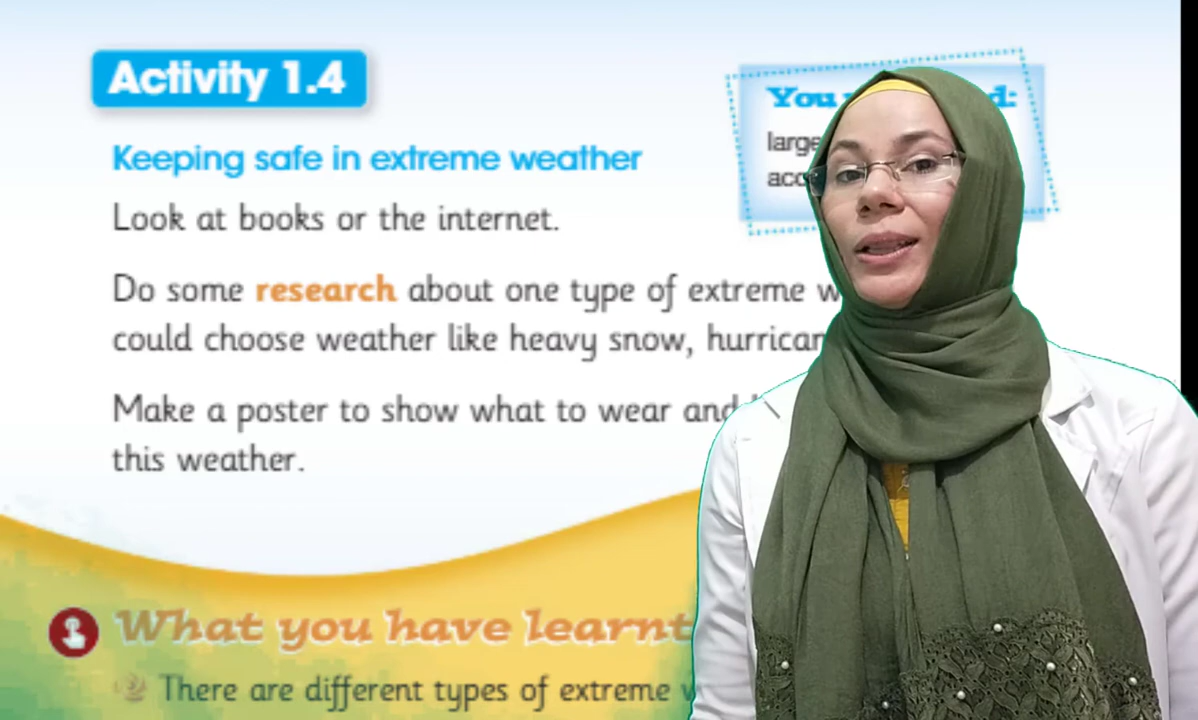 Activity 1.4
You
large
Keeping safe in extreme weather
Look at books or the internet.
Do some research about one type of extreme
could choose weather like heavy snow,
Make a poster to show what to wear and
this weather.
What you have learnt
There are different types of extreme